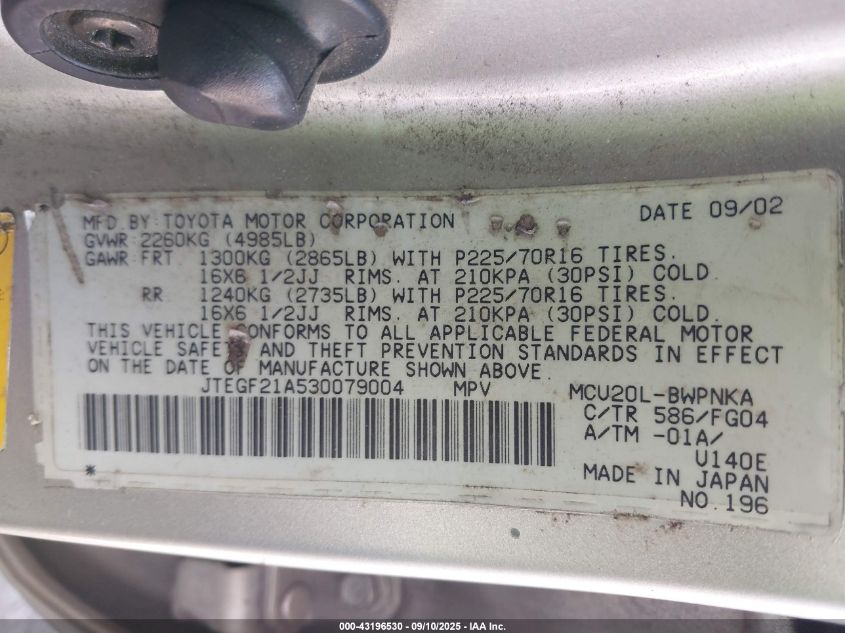 MFD.BY:TOYOTA MOTOR CORPORATION DATE 09/02
GVWR:2260KG (4985LB)
GAWR:FRT 1300KG (2865LB) WITH P225/70R16 TIRES.
16X6 1/2JJ RIMS. AT 210KPA (30PSI) COLD.
RR 1240KG (2735LB) WITH P225/70R16 TIRES.
16X6 1/2JJ RIMS. AT 210KPA (30PSI) COLD.
THIS VEHICLE CONFORMS TO ALL APPLICABLE FEDERAL MOTOR
VEHICLE SAFETY AND THEFT PREVENTION STANDARDS IN EFFECT
ON THE DATE OF MANUFACTURE SHOWN ABOVE.
JTEGF21A530079004 MPV MCU20L-BWPNKA
C/TR 586/FG04
A/TM -01A/
U140E
MADE IN JAPAN
NO.196
*
000-43196530 - 09/10/2025 - IAA Inc.